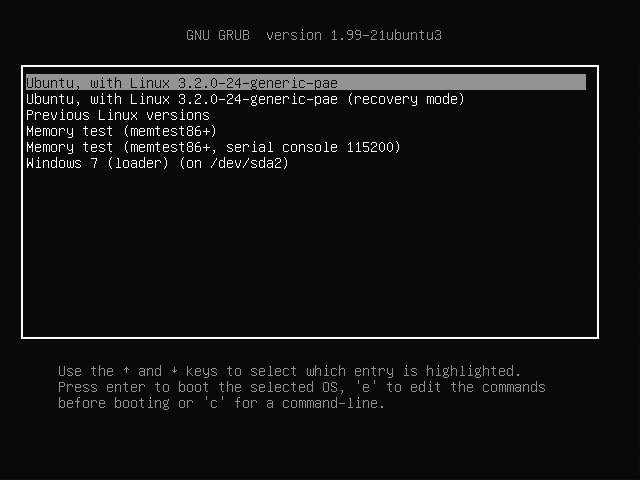 GNU GRUB  version 1.99-21ubuntu3
Ubuntu, with Linux 3.2.0-24-generic-pae
Ubuntu, with Linux 3.2.0-24-generic-pae (recovery mode)
Previous Linux versions
Memory test (memtest86+)
Memory test (memtest86+, serial console 115200)
Windows 7 (loader) (on /dev/sda2)
Use the ↑ and ↓ keys to select which entry is highlighted.
Press enter to boot the selected OS, 'e' to edit the commands
before booting or 'c' for a command-line.